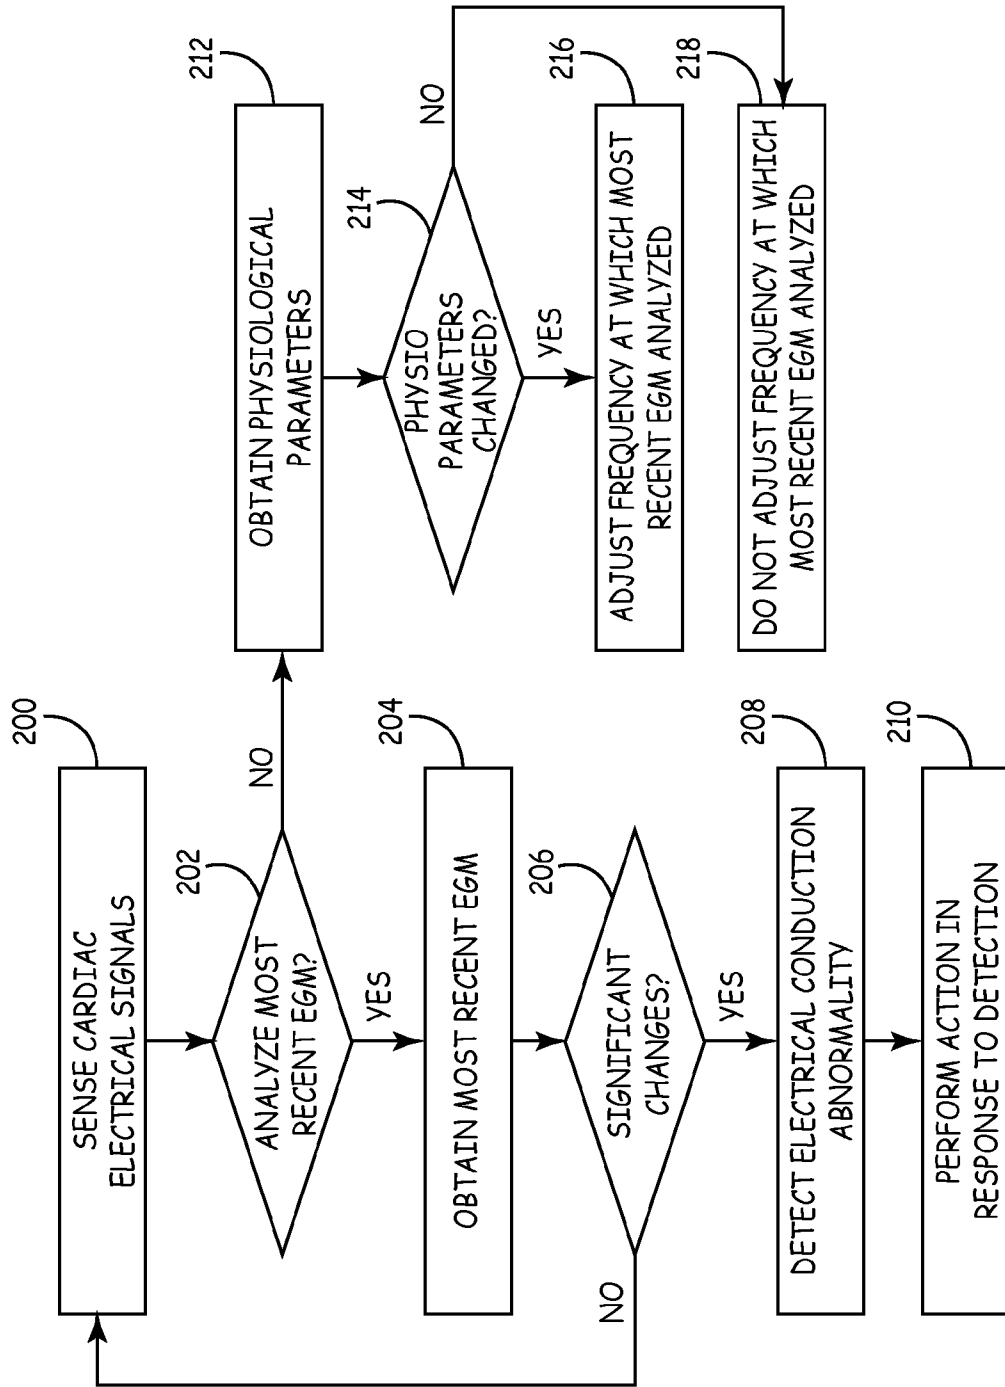 200
SENSE CARDIAC
ELECTRICAL SIGNALS
202
ANALYZE MOST
RECENT EGM?
NO
YES
204
OBTAIN MOST RECENT EGM
206
SIGNIFICANT
CHANGES?
NO
YES
208
DETECT ELECTRICAL CONDUCTION
ABNORMALITY
210
PERFORM ACTION IN
RESPONSE TO DETECTION
212
OBTAIN PHYSIOLOGICAL
PARAMETERS
214
PHYSIO
PARAMETERS
CHANGED?
NO
YES
216
ADJUST FREQUENCY AT WHICH MOST
RECENT EGM ANALYZED
218
DO NOT ADJUST FREQUENCY AT WHICH
MOST RECENT EGM ANALYZED